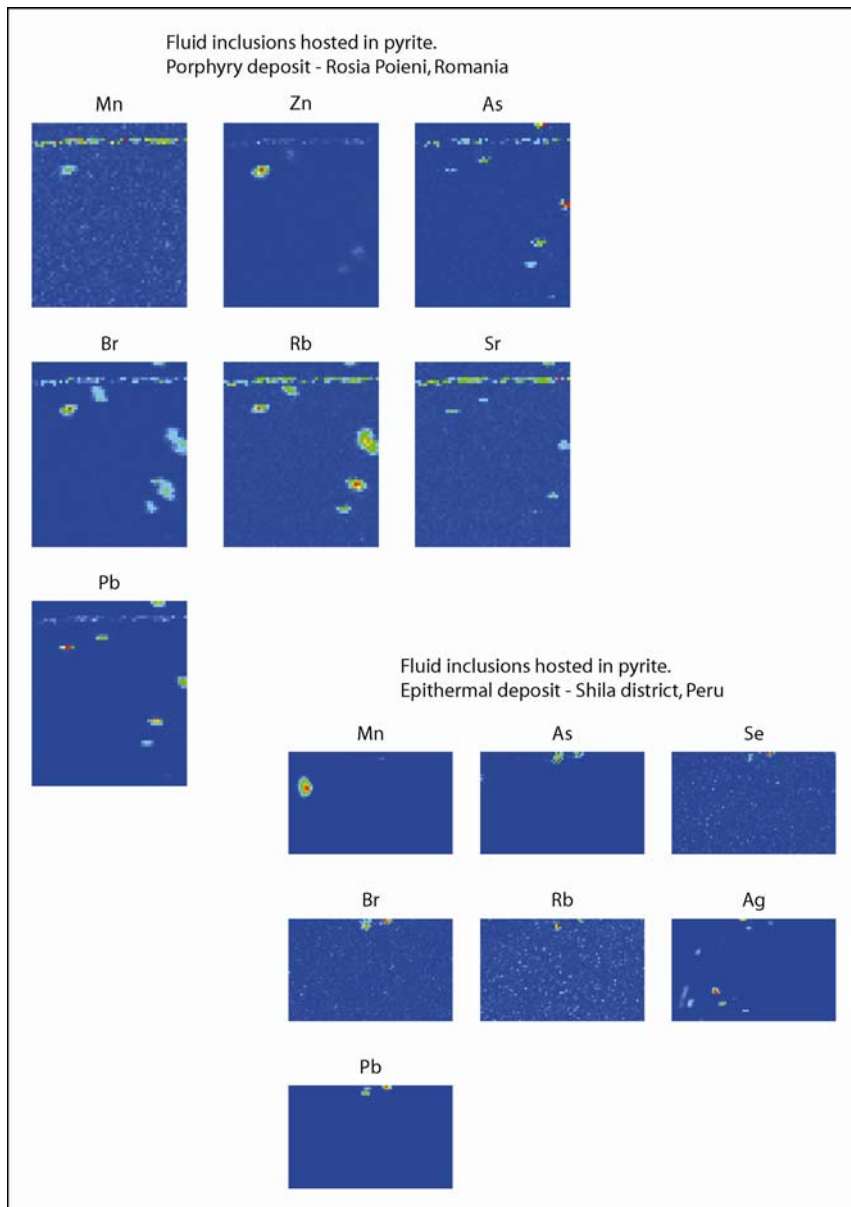 Fluid inclusions hosted in pyrite.
Porphyry deposit - Rosia Poieni, Romania
Mn Zn As
Br Rb Sr
Pb
Fluid inclusions hosted in pyrite.
Epithermal deposit - Shila district, Peru
Mn As Se
Br Rb Ag
Pb